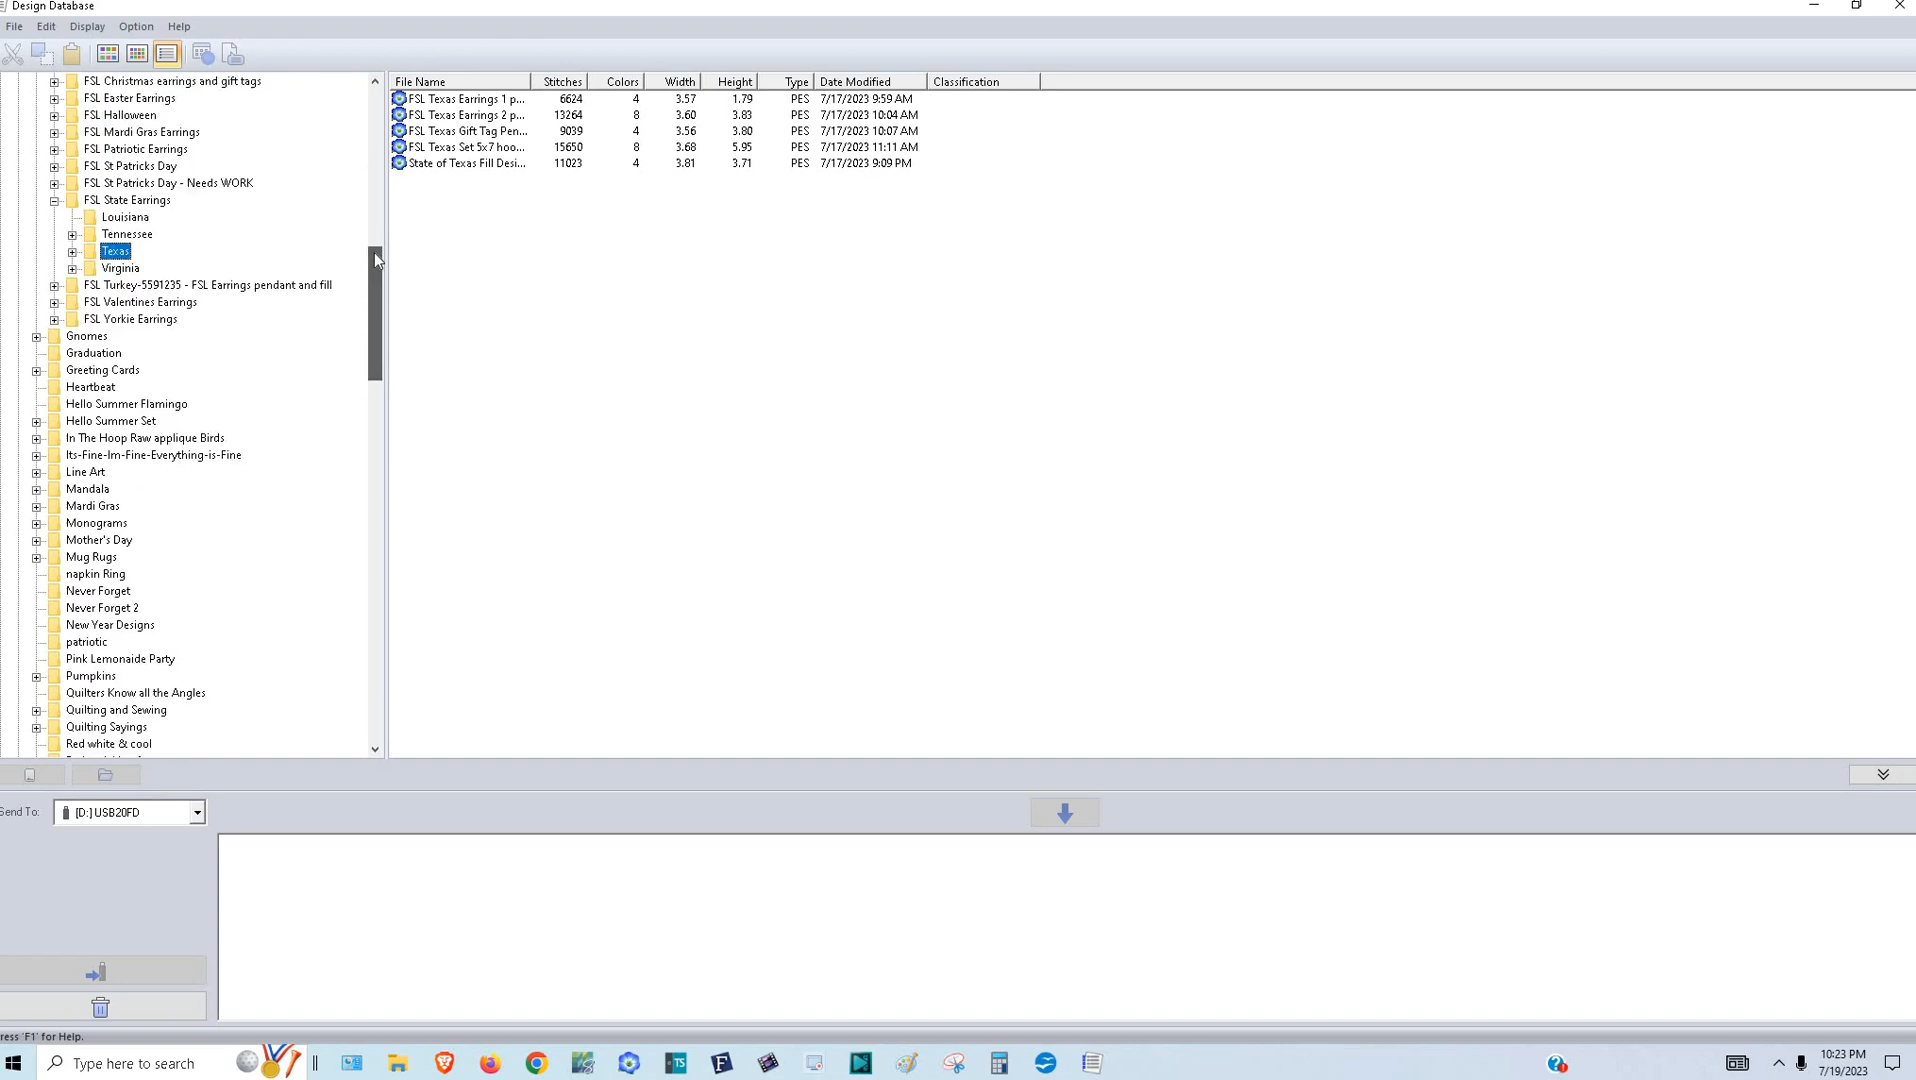 Design Database
File Edit Display Option Help
FSL Christmas earrings and gift tags
FSL Easter Earrings
FSL Halloween
FSL Mardi Gras Earrings
FSL Patriotic Earrings
FSL St Patricks Day
FSL St Patricks Day - Needs WORK
FSL State Earrings
Louisiana
Tennessee
Texas
Virginia
FSL Turkey-5591235 - FSL Earrings pendant and fill
FSL Valentines Earrings
FSL Yorkie Earrings
Gnomes
Graduation
Greeting Cards
Heartbeat
Hello Summer Flamingo
Hello Summer Set
In The Hoop Raw applique Birds
Its-Fine-Im-Fine-Everything-is-Fine
Line Art
Mandala
Mardi Gras
Monograms
Mother's Day
Mug Rugs
napkin Ring
Never Forget
Never Forget 2
New Year Designs
patriotic
Pink Lemonaide Party
Pumpkins
Quilters Know all the Angles
Quilting and Sewing
Quilting Sayings
Red white & cool
File Name Stitches Colors Width Height Type Date Modified Classification
FSL Texas Earrings 1 p... 6624 4 3.57 1.79 PES 7/17/2023 9:59 AM
FSL Texas Earrings 2 p... 13264 8 3.60 3.83 PES 7/17/2023 10:04 AM
FSL Texas Gift Tag Pen... 9039 4 3.56 3.80 PES 7/17/2023 10:07 AM
FSL Texas Set 5x7 hoo... 15650 8 3.68 5.95 PES 7/17/2023 11:11 AM
State of Texas Fill Desi... 11023 4 3.81 3.71 PES 7/17/2023 9:09 PM
Send To: [D:] USB20FD
ress 'F1' for Help.
Type here to search
TS
F
10:23 PM
7/19/2023